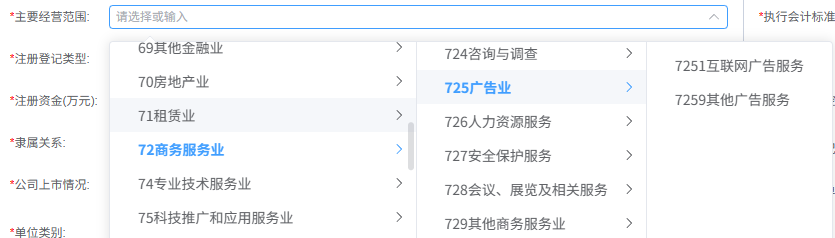 *主要经营范围:
请选择或输入
*执行会计标准
*注册登记类型:
*注册资金(万元):
*隶属关系:
*公司上市情况:
*单位类别:
69其他金融业
70房地产业
71租赁业
72商务服务业
74专业技术服务业
75科技推广和应用服务业
724咨询与调查
725广告业
726人力资源服务
727安全保护服务
728会议、展览及相关服务
729其他商务服务业
7251互联网广告服务
7259其他广告服务